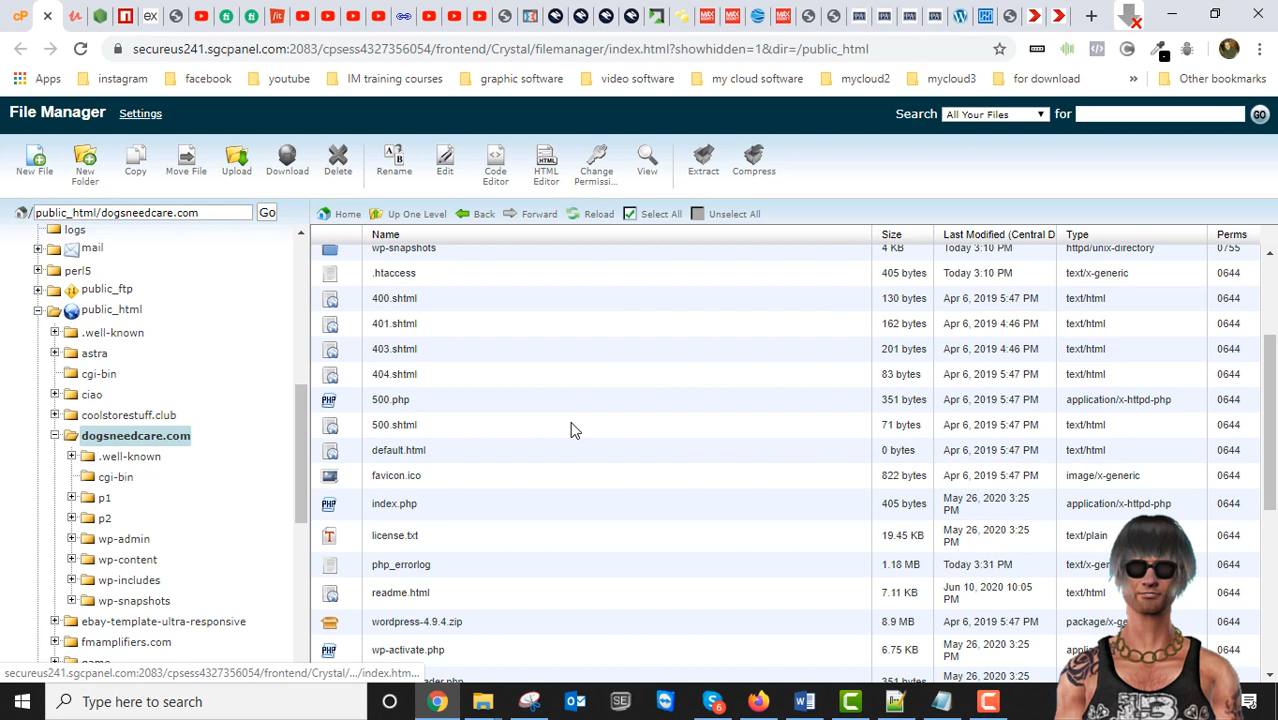 cP
secureus241.sgcpanel.com:2083/cpsess4327356054/frontend/Crystal/filemanager/index.html?showhidden=1&dir=/public_html
Apps instagram facebook youtube IM training courses graphic software video software my cloud software mycloud2 mycloud3 for download » Other bookmarks
File Manager Settings Search All Your Files for GO
New File New Folder Copy Move File Upload Download Delete Rename Edit Code Editor HTML Editor Change Permissi... View Extract Compress
/ public_html/dogsneedcare.com Go
Home Up One Level Back Forward Reload Select All Unselect All
logs
mail
perl5
public_ftp
public_html
.well-known
astra
cgi-bin
ciao
coolstorestuff.club
dogsneedcare.com
.well-known
cgi-bin
p1
p2
wp-admin
wp-content
wp-includes
wp-snapshots
ebay-template-ultra-responsive
fmamplifiers.com
Name Size Last Modified (Central D Type Perms
wp-snapshots 4 KB Today 3:10 PM httpd/unix-directory 0755
.htaccess 405 bytes Today 3:10 PM text/x-generic 0644
400.shtml 130 bytes Apr 6, 2019 5:47 PM text/html 0644
401.shtml 162 bytes Apr 6, 2019 4:46 PM text/html 0644
403.shtml 201 bytes Apr 6, 2019 4:46 PM text/html 0644
404.shtml 83 bytes Apr 6, 2019 5:47 PM text/html 0644
500.php 351 bytes Apr 6, 2019 5:47 PM application/x-httpd-php 0644
500.shtml 71 bytes Apr 6, 2019 5:47 PM text/html 0644
default.html 0 bytes Apr 6, 2019 5:47 PM text/html 0644
favicon.ico 822 bytes Apr 6, 2019 5:47 PM image/x-generic 0644
index.php 405 bytes May 26, 2020 3:25 PM application/x-httpd-php 0644
license.txt 19.45 KB May 26, 2020 3:25 PM text/plain 0644
php_errorlog 1.18 MB Today 3:31 PM text/x-ge 0644
readme.html 7.11 KB Jun 10, 2020 10:05 PM text/html
wordpress-4.9.4.zip 8.9 MB Apr 6, 2019 5:47 PM package/x-
wp-activate.php 6.75 KB Jun 10, 2020 10:05
secureus241.sgcpanel.com:2083/cpsess4327356054/frontend/Crystal/.../index.htm...
Type here to search